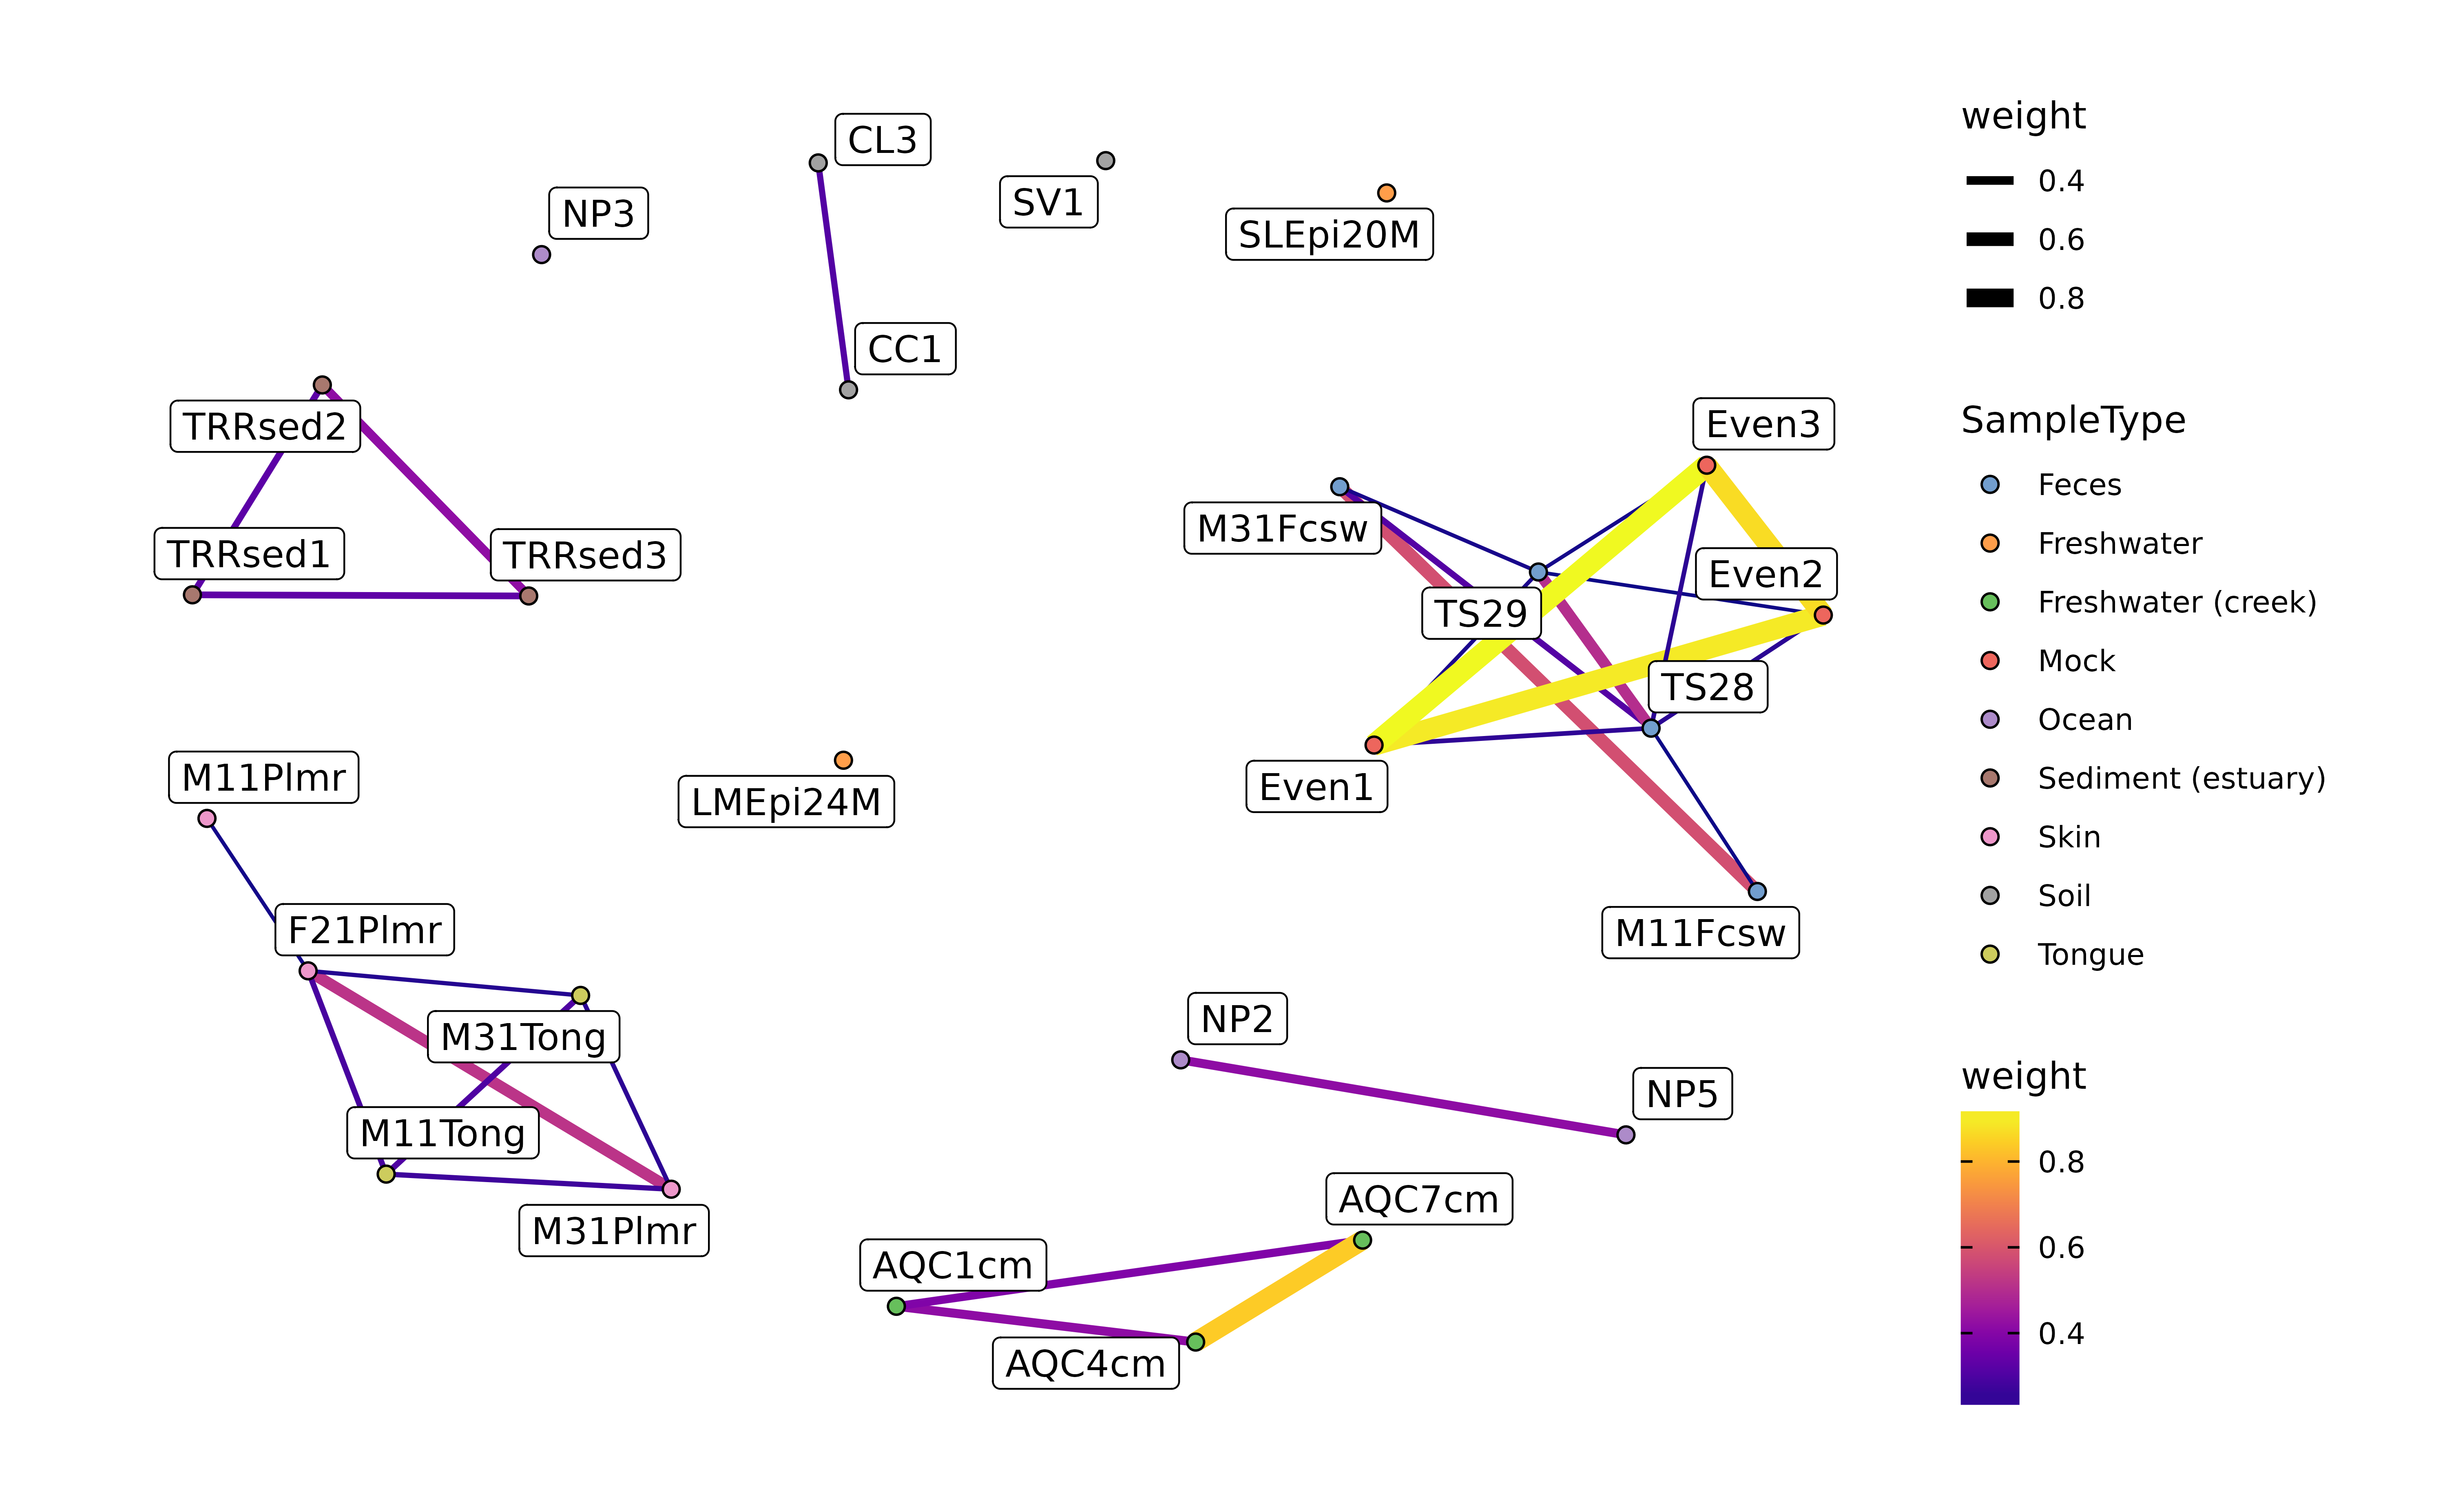 CL3
SV1
NP3
SLEpi20M
CC1
TRRsed2
TRRsed1
TRRsed3
Even3
M31Fcsw
Even2
TS29
TS28
Even1
M11Fcsw
M11Plmr
LMEpi24M
F21Plmr
M31Tong
M11Tong
M31Plmr
NP2
NP5
AQC7cm
AQC1cm
AQC4cm
weight
0.4
0.6
0.8
SampleType
Feces
Freshwater
Freshwater (creek)
Mock
Ocean
Sediment (estuary)
Skin
Soil
Tongue
weight
0.8
0.6
0.4